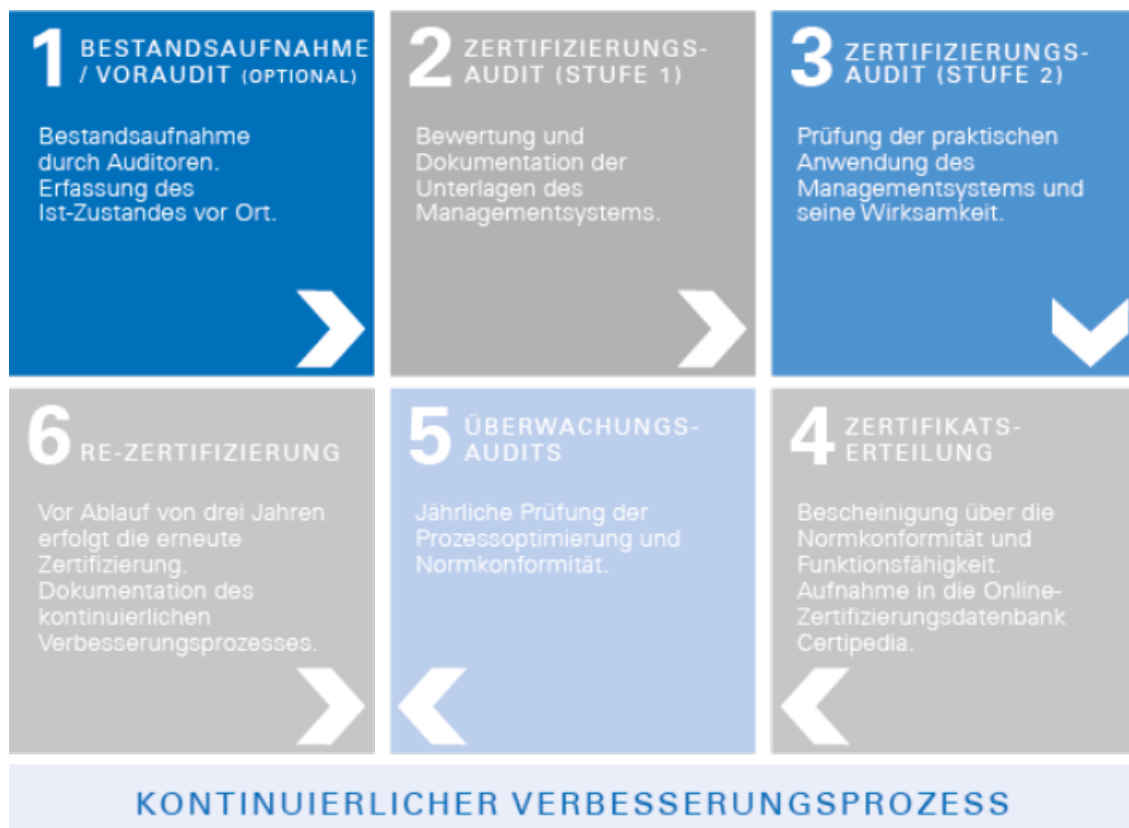 1 BESTANDSAUFNAHME
/ VORAUDIT (OPTIONAL)
Bestandsaufnahme
durch Auditoren.
Erfassung des
Ist-Zustandes vor Ort.
2 ZERTIFIZIERUNGS-
AUDIT (STUFE 1)
Bewertung und
Dokumentation der
Unterlagen des
Managementsystems.
3 ZERTIFIZIERUNGS-
AUDIT (STUFE 2)
Prüfung der praktischen
Anwendung des
Managementsystems und
seine Wirksamkeit.
4 ZERTIFIKATS-
ERTEILUNG
Bescheinigung über die
Normkonformität und
Funktionsfähigkeit.
Aufnahme in die Online-
Zertifizierungsdatenbank
Certipedia.
5 ÜBERWACHUNGS-
AUDITS
Jährliche Prüfung der
Prozessoptimierung und
Normkonformität.
6 RE-ZERTIFIZIERUNG
Vor Ablauf von drei Jahren
erfolgt die erneute
Zertifizierung.
Dokumentation des
kontinuierlichen
Verbesserungsprozesses.
KONTINUIERLICHER VERBESSERUNGSPROZESS